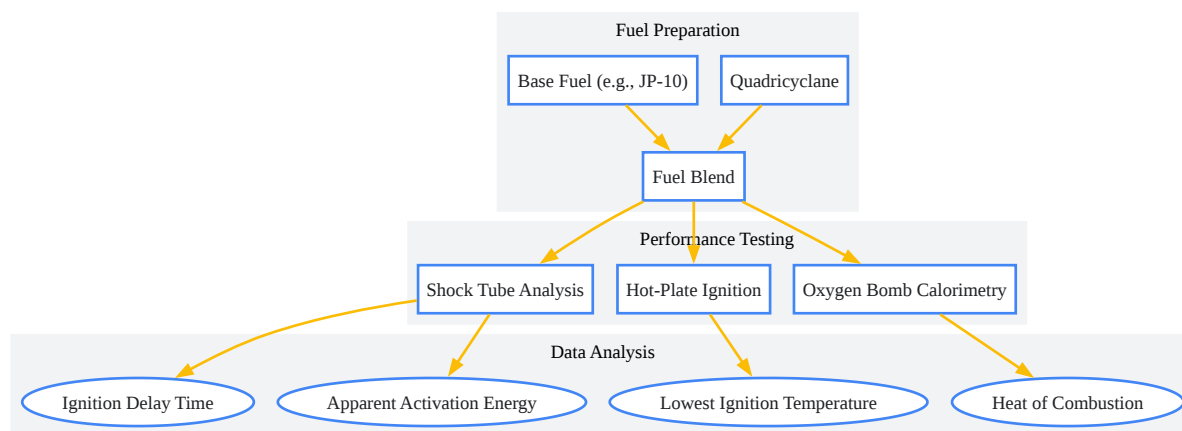 Fuel Preparation
Base Fuel (e.g., JP-10)
Quadricyclane
Fuel Blend
Performance Testing
Shock Tube Analysis
Hot-Plate Ignition
Oxygen Bomb Calorimetry
Data Analysis
Ignition Delay Time
Apparent Activation Energy
Lowest Ignition Temperature
Heat of Combustion